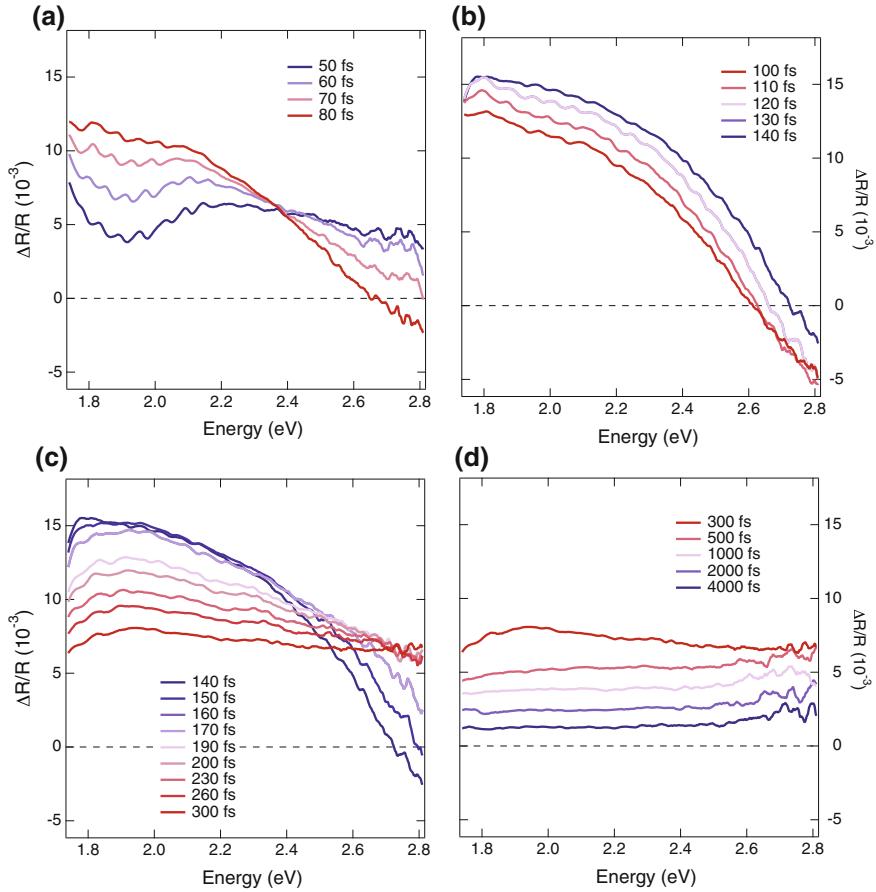 (a)
50 fs
60 fs
70 fs
80 fs
15
10
5
0
-5
ΔR/R (10⁻³)
1.8 2.0 2.2 2.4 2.6 2.8
Energy (eV)
(b)
100 fs
110 fs
120 fs
130 fs
140 fs
15
10
5
0
-5
ΔR/R (10⁻³)
1.8 2.0 2.2 2.4 2.6 2.8
Energy (eV)
(c)
140 fs
150 fs
160 fs
170 fs
190 fs
200 fs
230 fs
260 fs
300 fs
15
10
5
0
-5
ΔR/R (10⁻³)
1.8 2.0 2.2 2.4 2.6 2.8
Energy (eV)
(d)
300 fs
500 fs
1000 fs
2000 fs
4000 fs
15
10
5
0
-5
ΔR/R (10⁻³)
1.8 2.0 2.2 2.4 2.6 2.8
Energy (eV)